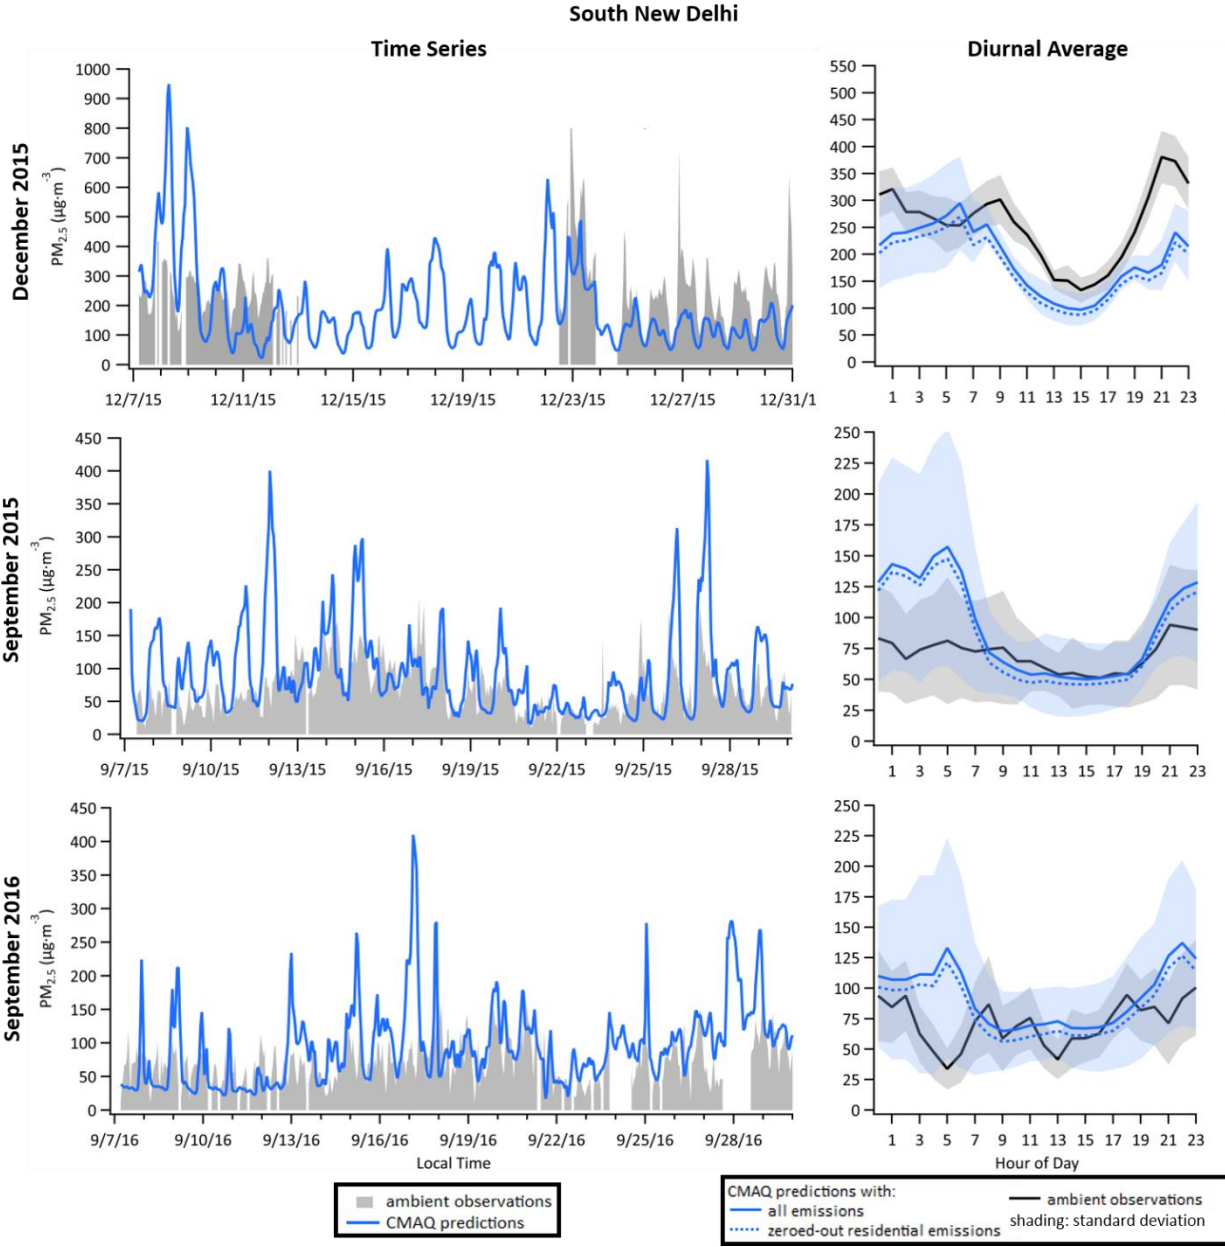 South New Delhi
Time Series
Diurnal Average
December 2015
PM2.5 (µg·m-3)
1000
900
800
700
600
500
400
300
200
100
0
12/7/15 12/11/15 12/15/15 12/19/15 12/23/15 12/27/15 12/31/1
550
500
450
400
350
300
250
200
150
100
50
0
1 3 5 7 9 11 13 15 17 19 21 23
September 2015
PM2.5 (µg·m-3)
450
400
350
300
250
200
150
100
50
0
9/7/15 9/10/15 9/13/15 9/16/15 9/19/15 9/22/15 9/25/15 9/28/15
250
225
200
175
150
125
100
75
50
25
0
1 3 5 7 9 11 13 15 17 19 21 23
September 2016
PM2.5 (µg·m-3)
450
400
350
300
250
200
150
100
50
0
9/7/16 9/10/16 9/13/16 9/16/16 9/19/16 9/22/16 9/25/16 9/28/16
Local Time
250
225
200
175
150
125
100
75
50
25
0
1 3 5 7 9 11 13 15 17 19 21 23
Hour of Day
ambient observations
CMAQ predictions
CMAQ predictions with:
all emissions
zeroed-out residential emissions
ambient observations
shading: standard deviation